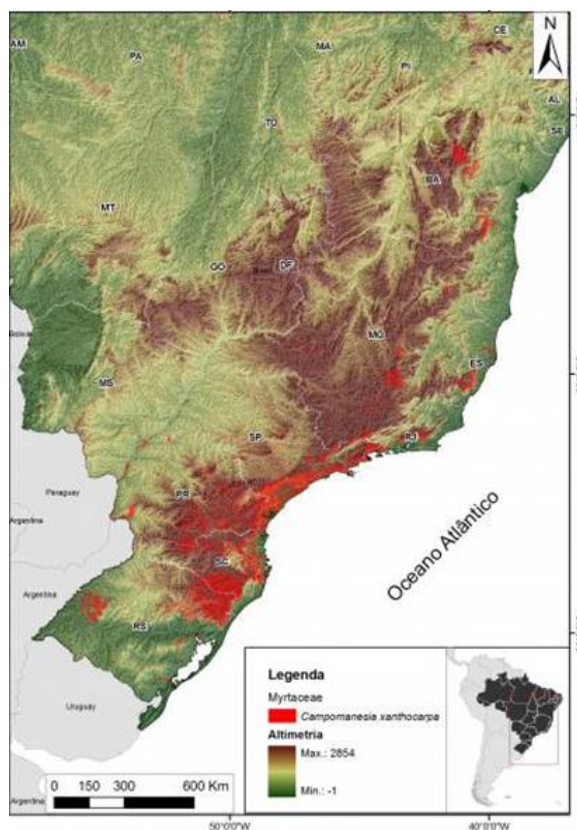 N
AM
PA
MA
CE
PI
AL
SE
TO
BA
MT
GO
DF
MG
ES
MS
SP
RJ
Paraguay
PR
Argentina
SC
Argentina
RS
Uruguay
Argentina
Oceano Atlântico
Legenda
Myrtaceae
Campomanesia xanthocarpa
Altimetria
Max.: 2854
Min.: -1
0 150 300 600 Km
50°0'0"W
40°0'0"W